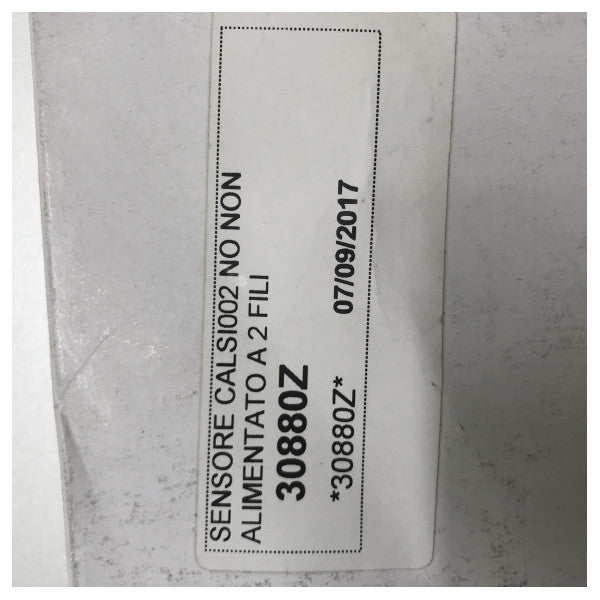 SENSORE CALSI002 NO NON
ALIMENTATO A 2 FILI
30880Z
*30880Z* 07/09/2017